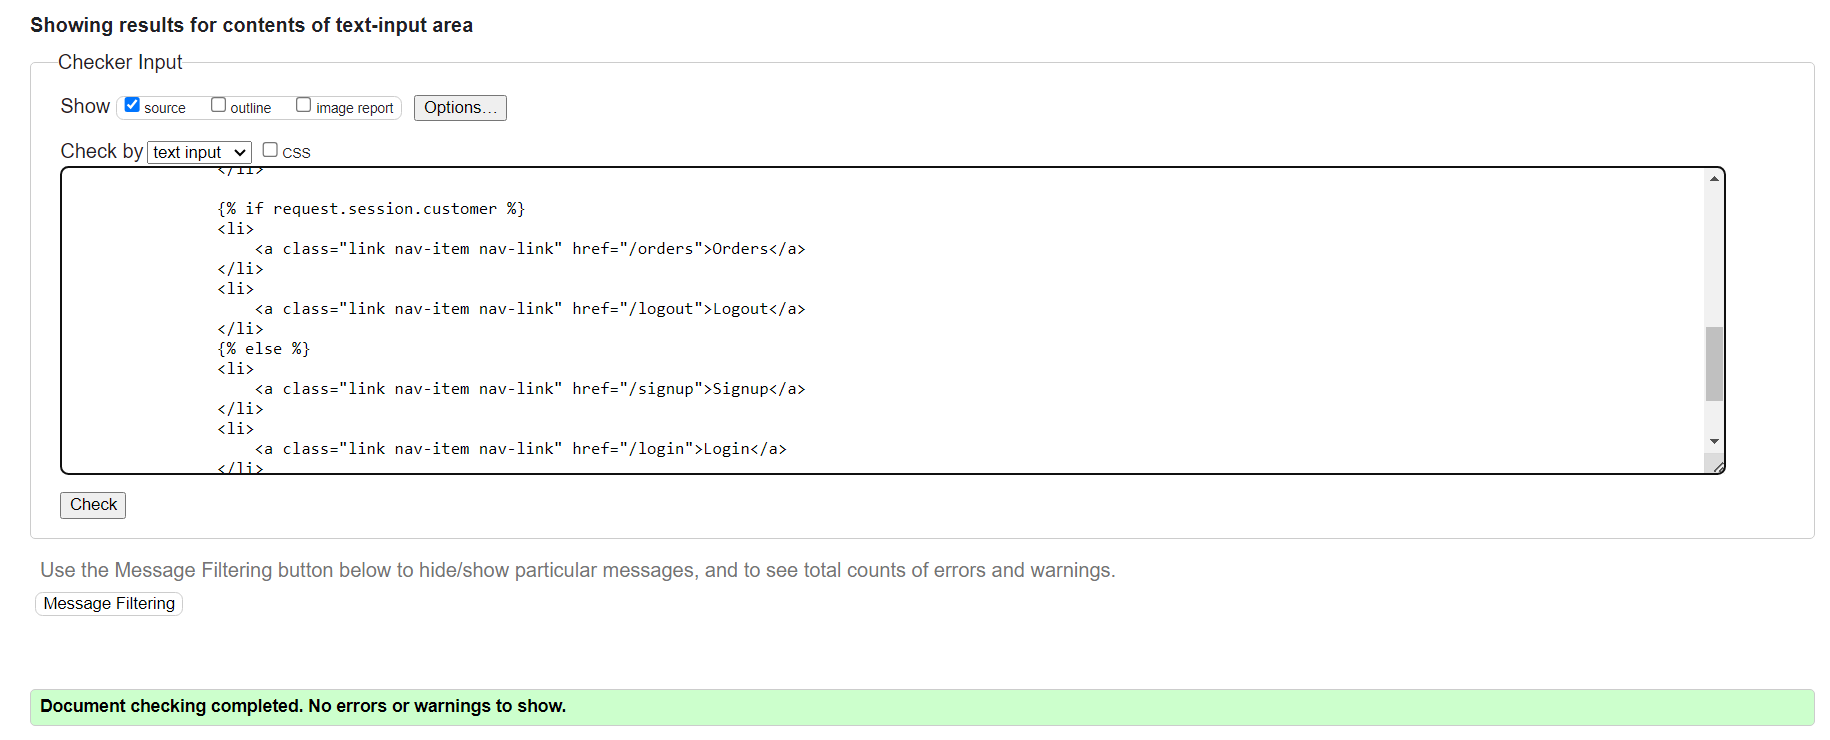 Showing results for contents of text-input area
Checker Input
Show source outline image report Options...
Check by text input CSS
</li>
{% if request.session.customer %}
<li>
<a class="link nav-item nav-link" href="/orders">Orders</a>
</li>
<li>
<a class="link nav-item nav-link" href="/logout">Logout</a>
</li>
{% else %}
<li>
<a class="link nav-item nav-link" href="/signup">Signup</a>
</li>
<li>
<a class="link nav-item nav-link" href="/login">Login</a>
</li>
Check
Use the Message Filtering button below to hide/show particular messages, and to see total counts of errors and warnings.
Message Filtering
Document checking completed. No errors or warnings to show.